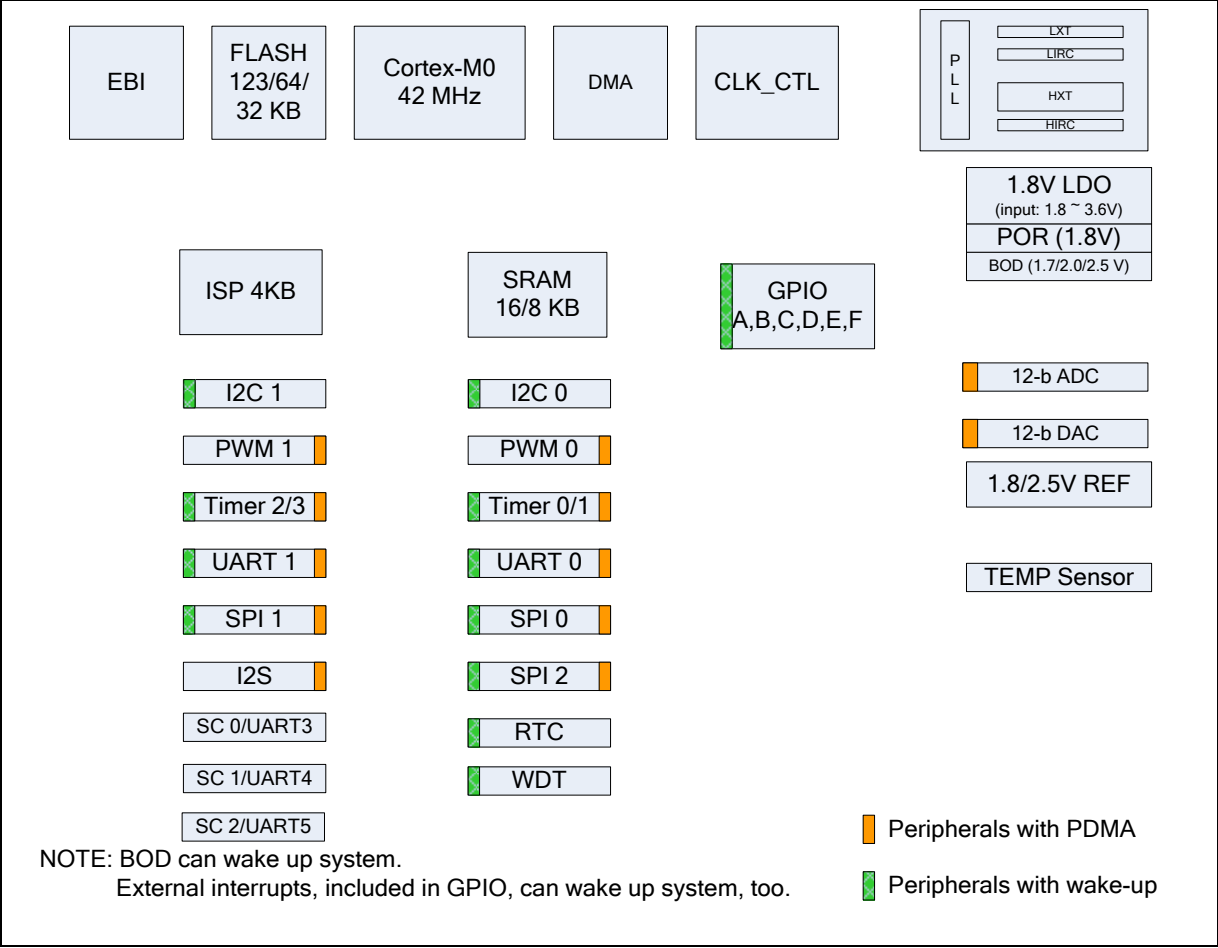 EBI
FLASH
123/64/
32 KB
Cortex-M0
42 MHz
DMA
CLK_CTL
P
L
L
LXT
LIRC
HXT
HIRC
1.8V LDO
(input: 1.8 ~ 3.6V)
POR (1.8V)
BOD (1.7/2.0/2.5 V)
ISP 4KB
SRAM
16/8 KB
GPIO
A,B,C,D,E,F
I2C 1
PWM 1
Timer 2/3
UART 1
SPI 1
I2S
SC 0/UART3
SC 1/UART4
SC 2/UART5
I2C 0
PWM 0
Timer 0/1
UART 0
SPI 0
SPI 2
RTC
WDT
12-b ADC
12-b DAC
1.8/2.5V REF
TEMP Sensor
Peripherals with PDMA
Peripherals with wake-up
NOTE: BOD can wake up system.
External interrupts, included in GPIO, can wake up system, too.